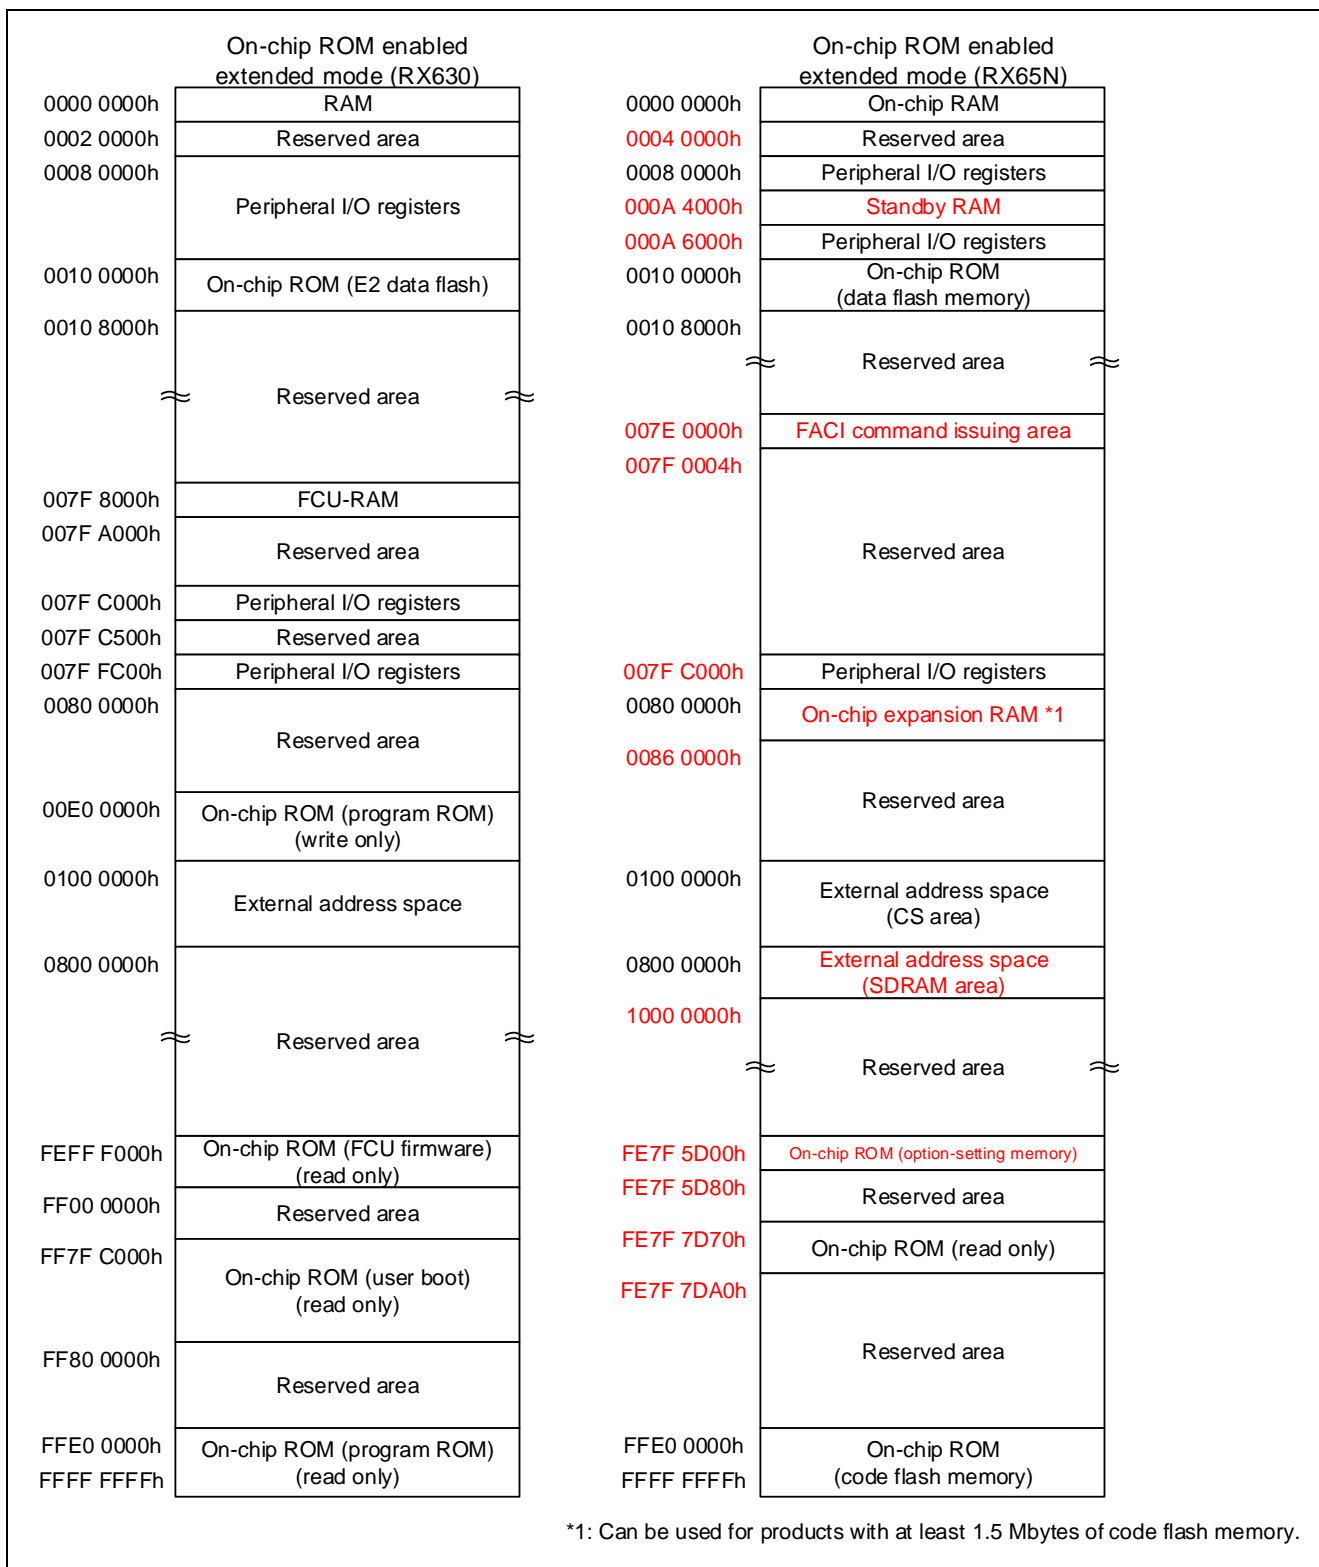 On-chip ROM enabled
extended mode (RX630)
0000 0000h
RAM
0002 0000h
Reserved area
0008 0000h
Peripheral I/O registers
0010 0000h
On-chip ROM (E2 data flash)
0010 8000h
Reserved area
007F 8000h
FCU-RAM
007F A000h
Reserved area
007F C000h
Peripheral I/O registers
007F C500h
Reserved area
007F FC00h
Peripheral I/O registers
0080 0000h
Reserved area
00E0 0000h
On-chip ROM (program ROM)
(write only)
0100 0000h
External address space
0800 0000h
Reserved area
FEFF F000h
On-chip ROM (FCU firmware)
(read only)
FF00 0000h
Reserved area
FF7F C000h
On-chip ROM (user boot)
(read only)
FF80 0000h
Reserved area
FFE0 0000h
On-chip ROM (program ROM)
(read only)
FFFF FFFFh
On-chip ROM enabled
extended mode (RX65N)
0000 0000h
On-chip RAM
0004 0000h
Reserved area
0008 0000h
Peripheral I/O registers
000A 4000h
Standby RAM
000A 6000h
Peripheral I/O registers
0010 0000h
On-chip ROM
(data flash memory)
0010 8000h
Reserved area
007E 0000h
FACI command issuing area
007F 0004h
Reserved area
007F C000h
Peripheral I/O registers
0080 0000h
On-chip expansion RAM *1
0086 0000h
Reserved area
0100 0000h
External address space
(CS area)
0800 0000h
External address space
(SDRAM area)
1000 0000h
Reserved area
FE7F 5D00h
On-chip ROM (option-setting memory)
FE7F 5D80h
Reserved area
FE7F 7D70h
On-chip ROM (read only)
FE7F 7DA0h
Reserved area
FFE0 0000h
On-chip ROM
(code flash memory)
FFFF FFFFh
*1: Can be used for products with at least 1.5 Mbytes of code flash memory.